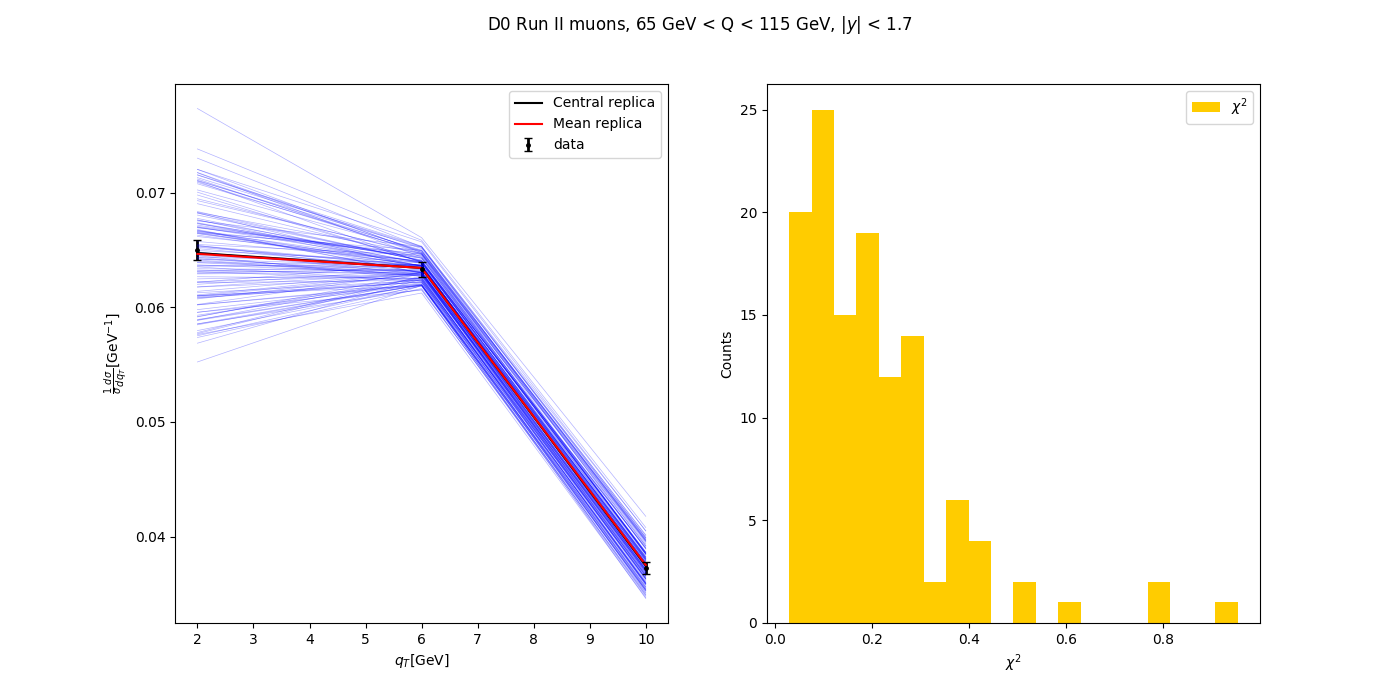 D0 Run II muons, 65 GeV < Q < 115 GeV, |y| < 1.7
Central replica
Mean replica
data
0.07
0.06
0.05
0.04
2 3 4 5 6 7 8 9 10
q_T[GeV]
\frac{1}{σ}\frac{dσ}{dq_T}[GeV⁻¹]
χ²
25
20
15
10
5
0
0.0 0.2 0.4 0.6 0.8
χ²
Counts